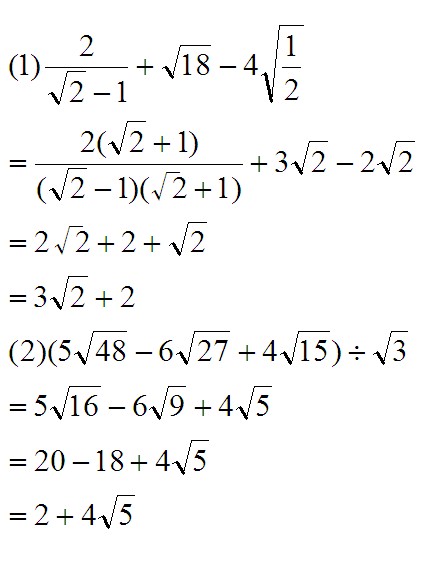 (1) 2/(√2 − 1) + √18 − 4√(1/2)
= 2(√2 + 1)/((√2 − 1)(√2 + 1)) + 3√2 − 2√2
= 2√2 + 2 + √2
= 3√2 + 2
(2)(5√48 − 6√27 + 4√15) ÷ √3
= 5√16 − 6√9 + 4√5
= 20 − 18 + 4√5
= 2 + 4√5